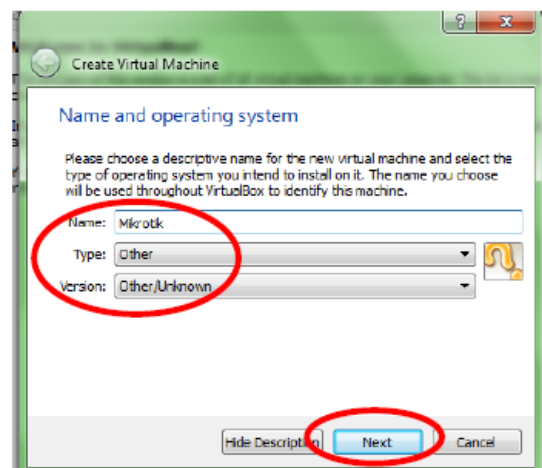 Create Virtual Machine
Name and operating system
Please choose a descriptive name for the new virtual machine and select the
type of operating system you intend to install on it. The name you choose
will be used throughout VirtualBox to identify this machine.
Name: Mikrotik
Type: Other
Version: Other/Unknown
Hide Description Next Cancel